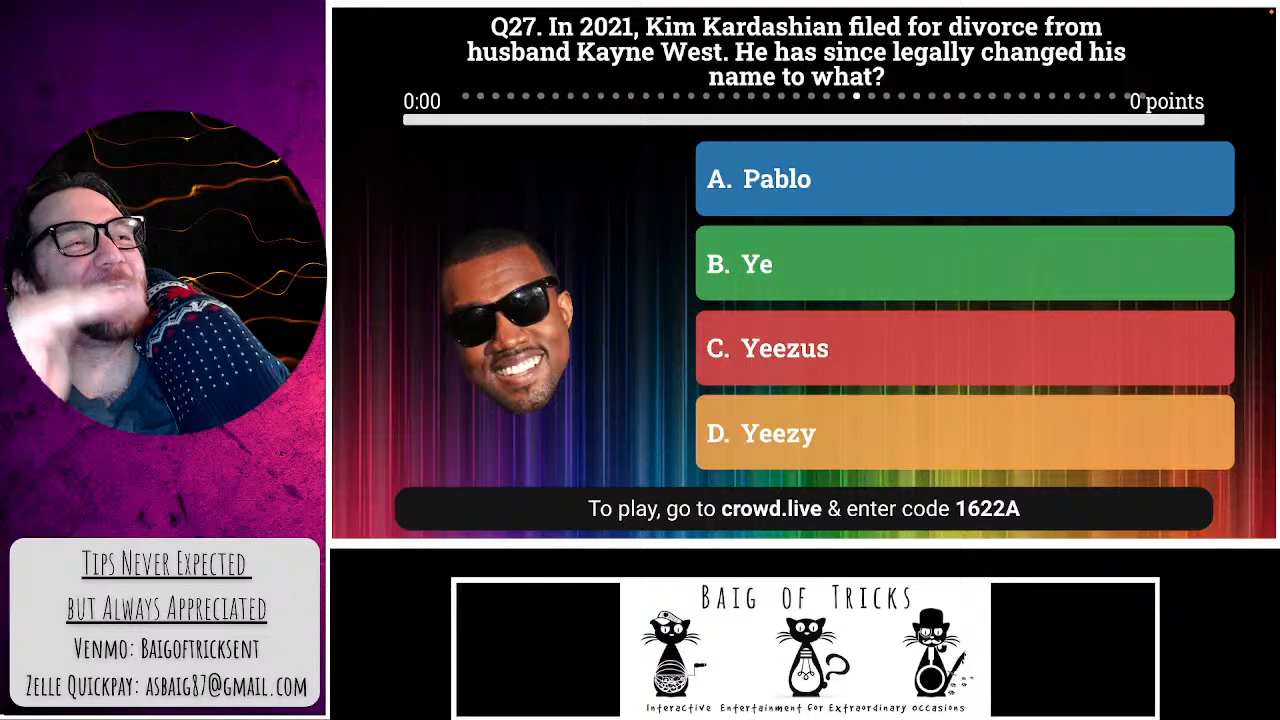 Q27. In 2021, Kim Kardashian filed for divorce from
husband Kayne West. He has since legally changed his
name to what?
0:00
0 points
A. Pablo
B. Ye
C. Yeezus
D. Yeezy
To play, go to crowd.live & enter code 1622A
Tips Never Expected
but Always Appreciated
Venmo: Baigoftricksent
Zelle Quickpay: asbaig87@gmail.com
Baig of Tricks
Interactive Entertainment for Extraordinary Occasions